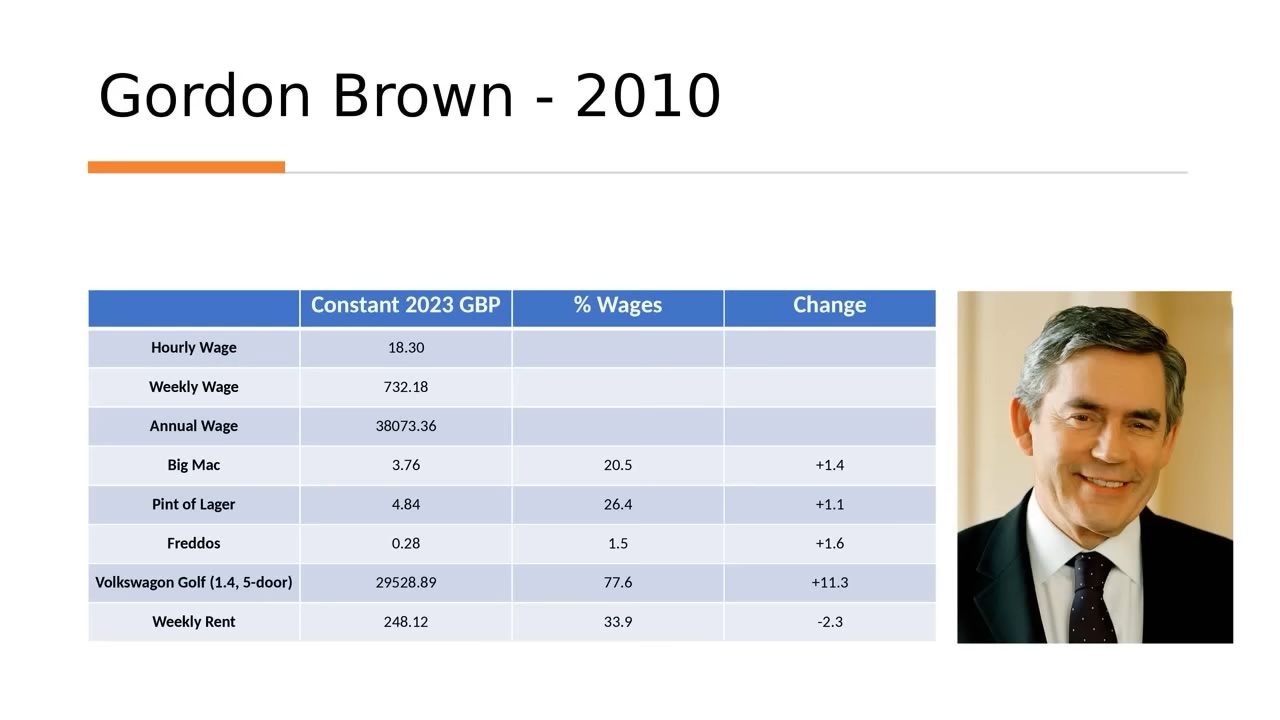 Gordon Brown - 2010
Constant 2023 GBP % Wages Change
Hourly Wage 18.30
Weekly Wage 732.18
Annual Wage 38073.36
Big Mac 3.76 20.5 +1.4
Pint of Lager 4.84 26.4 +1.1
Freddos 0.28 1.5 +1.6
Volkswagon Golf (1.4, 5-door) 29528.89 77.6 +11.3
Weekly Rent 248.12 33.9 -2.3